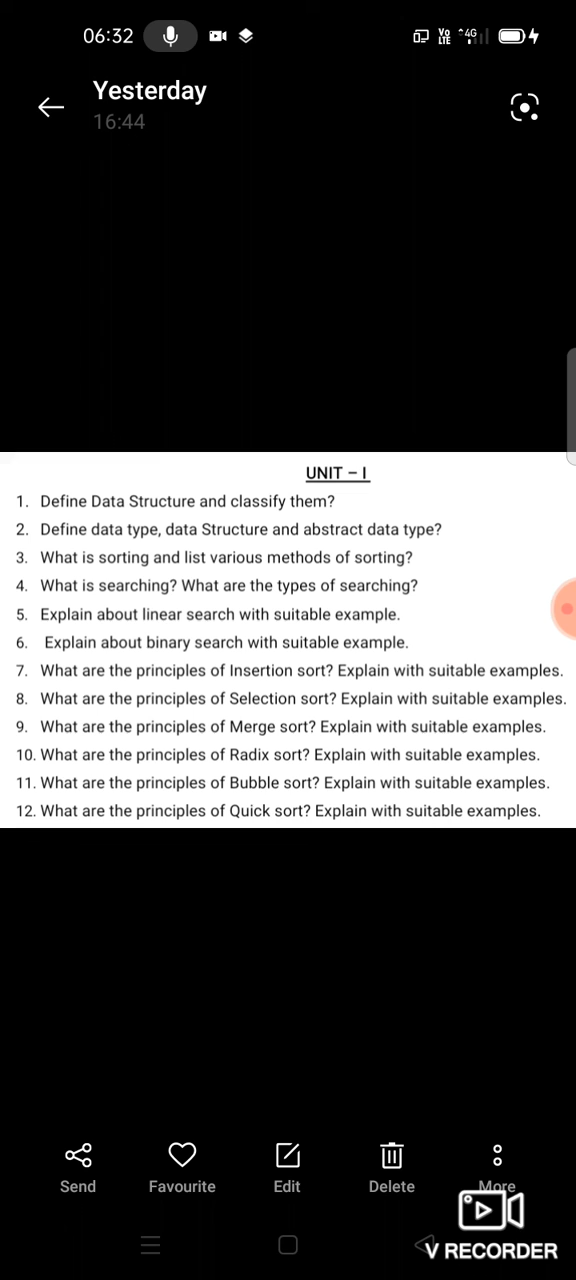 06:32
Vo LTE 4G
Yesterday
16:44
UNIT – I
1. Define Data Structure and classify them?
2. Define data type, data Structure and abstract data type?
3. What is sorting and list various methods of sorting?
4. What is searching? What are the types of searching?
5. Explain about linear search with suitable example.
6. Explain about binary search with suitable example.
7. What are the principles of Insertion sort? Explain with suitable examples.
8. What are the principles of Selection sort? Explain with suitable examples.
9. What are the principles of Merge sort? Explain with suitable examples.
10. What are the principles of Radix sort? Explain with suitable examples.
11. What are the principles of Bubble sort? Explain with suitable examples.
12. What are the principles of Quick sort? Explain with suitable examples.
Send Favourite Edit Delete More
V RECORDER